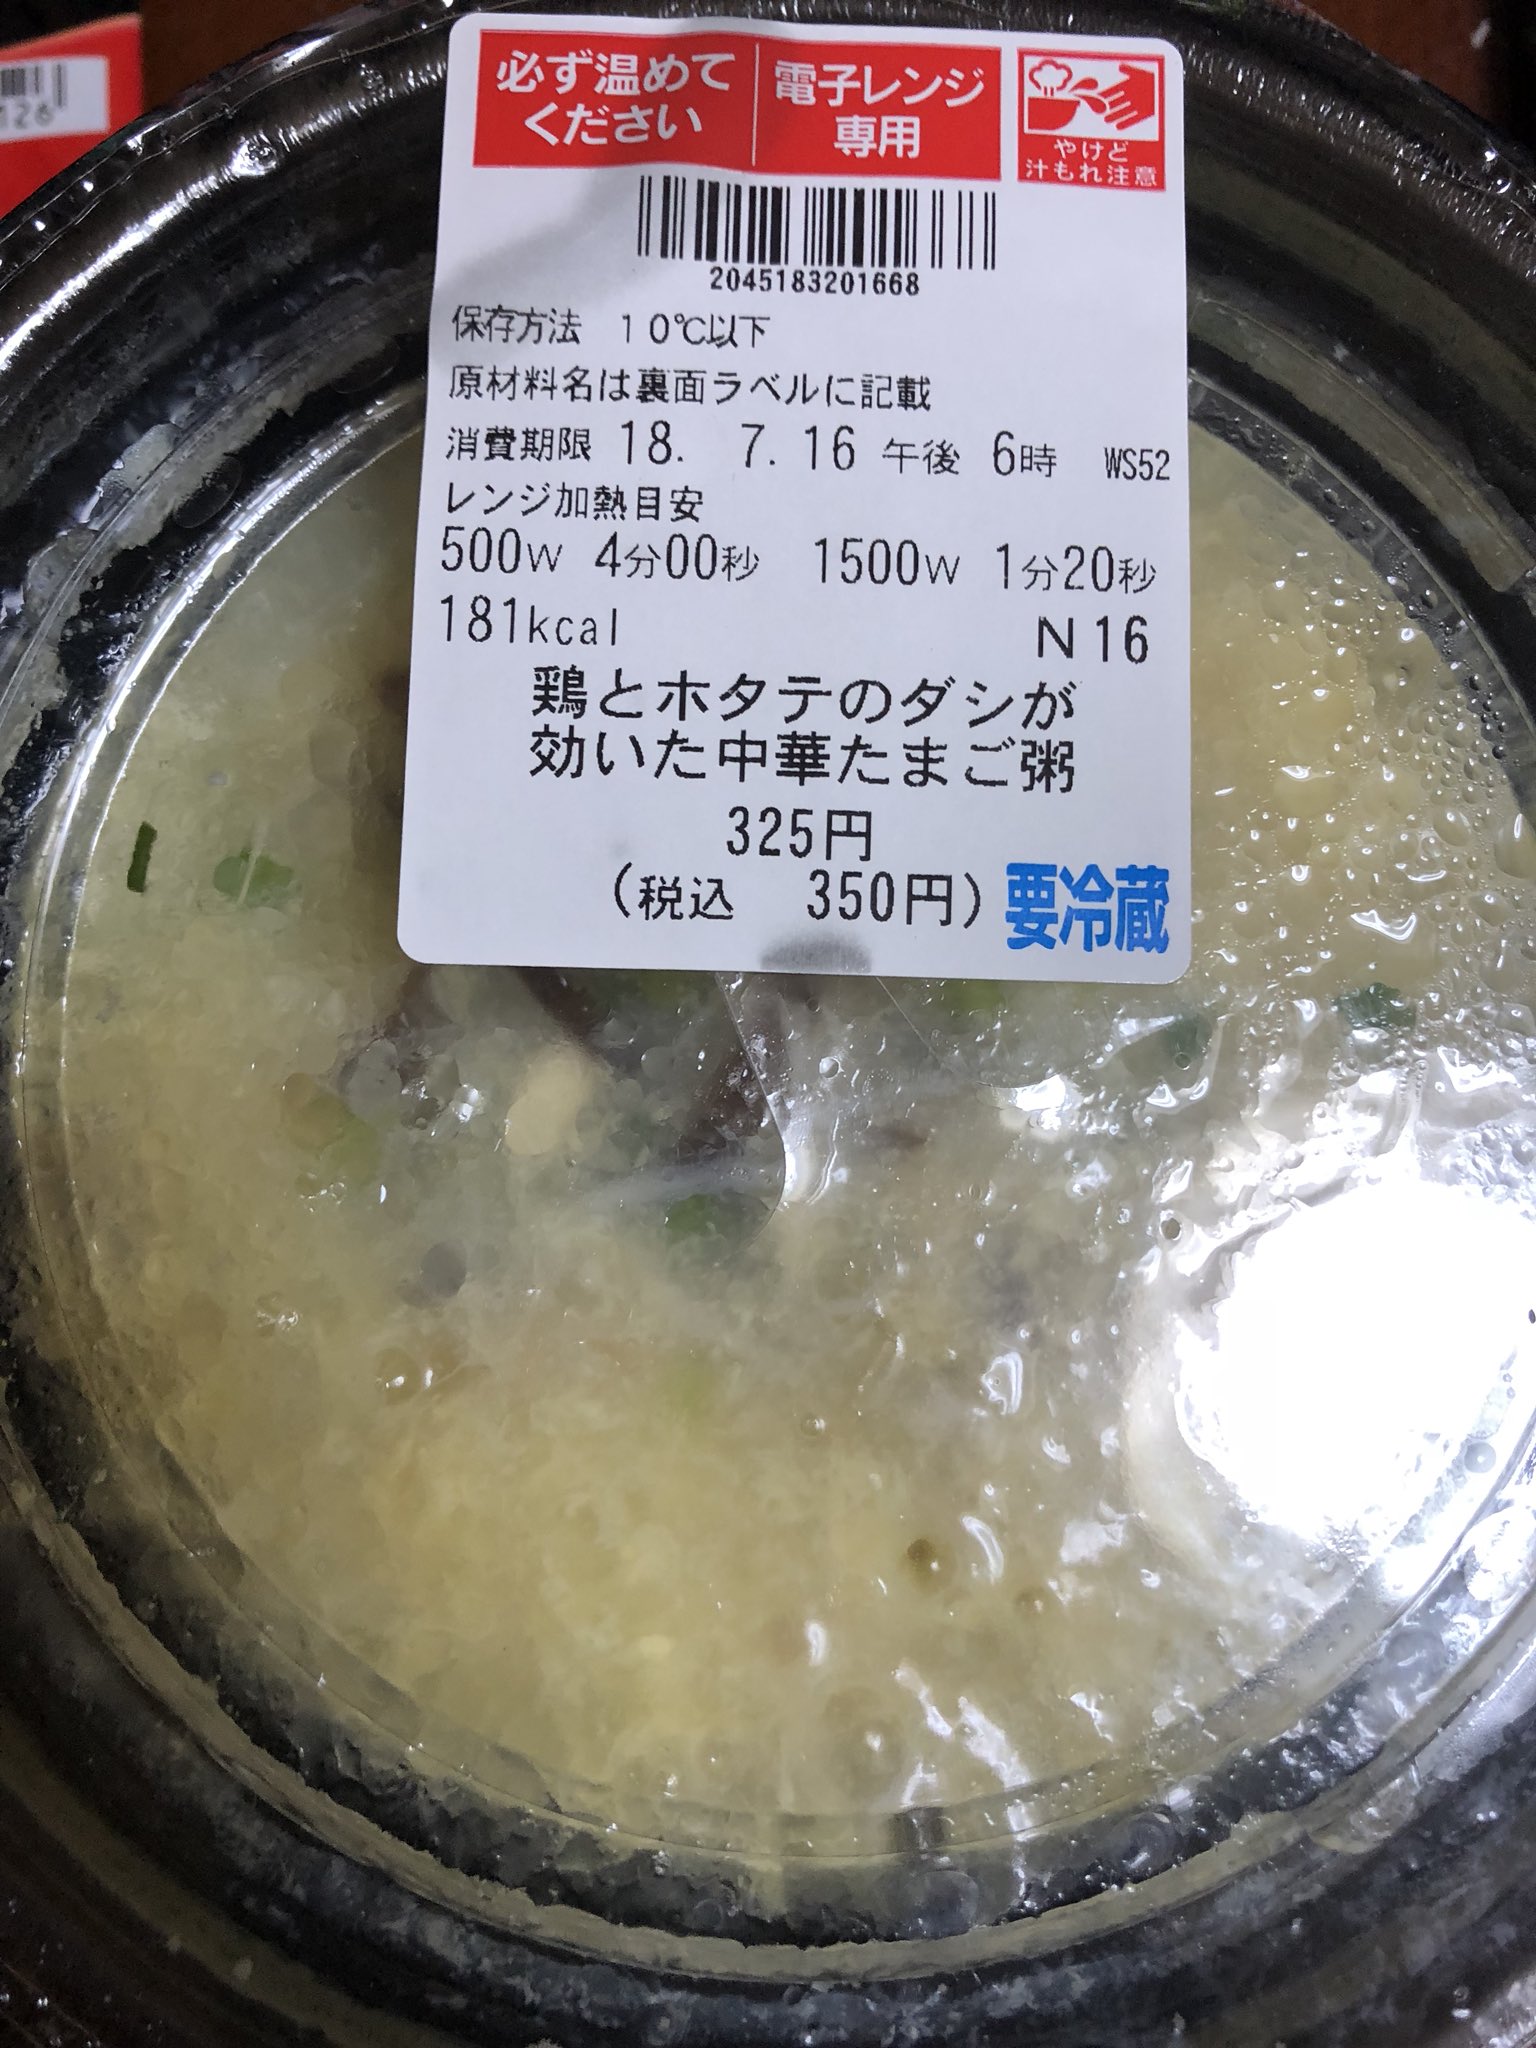 126
必ず温めて
ください
電子レンジ
専用
やけど
汁もれ注意
2045183201668
保存方法 10℃以下
原材料名は裏面ラベルに記載
消費期限 18. 7.16 午後 6時 WS52
レンジ加熱目安
500W 4分00秒 1500W 1分20秒
181kcal N16
鶏とホタテのダシが
効いた中華たまご粥
325円
(税込 350円) 要冷蔵